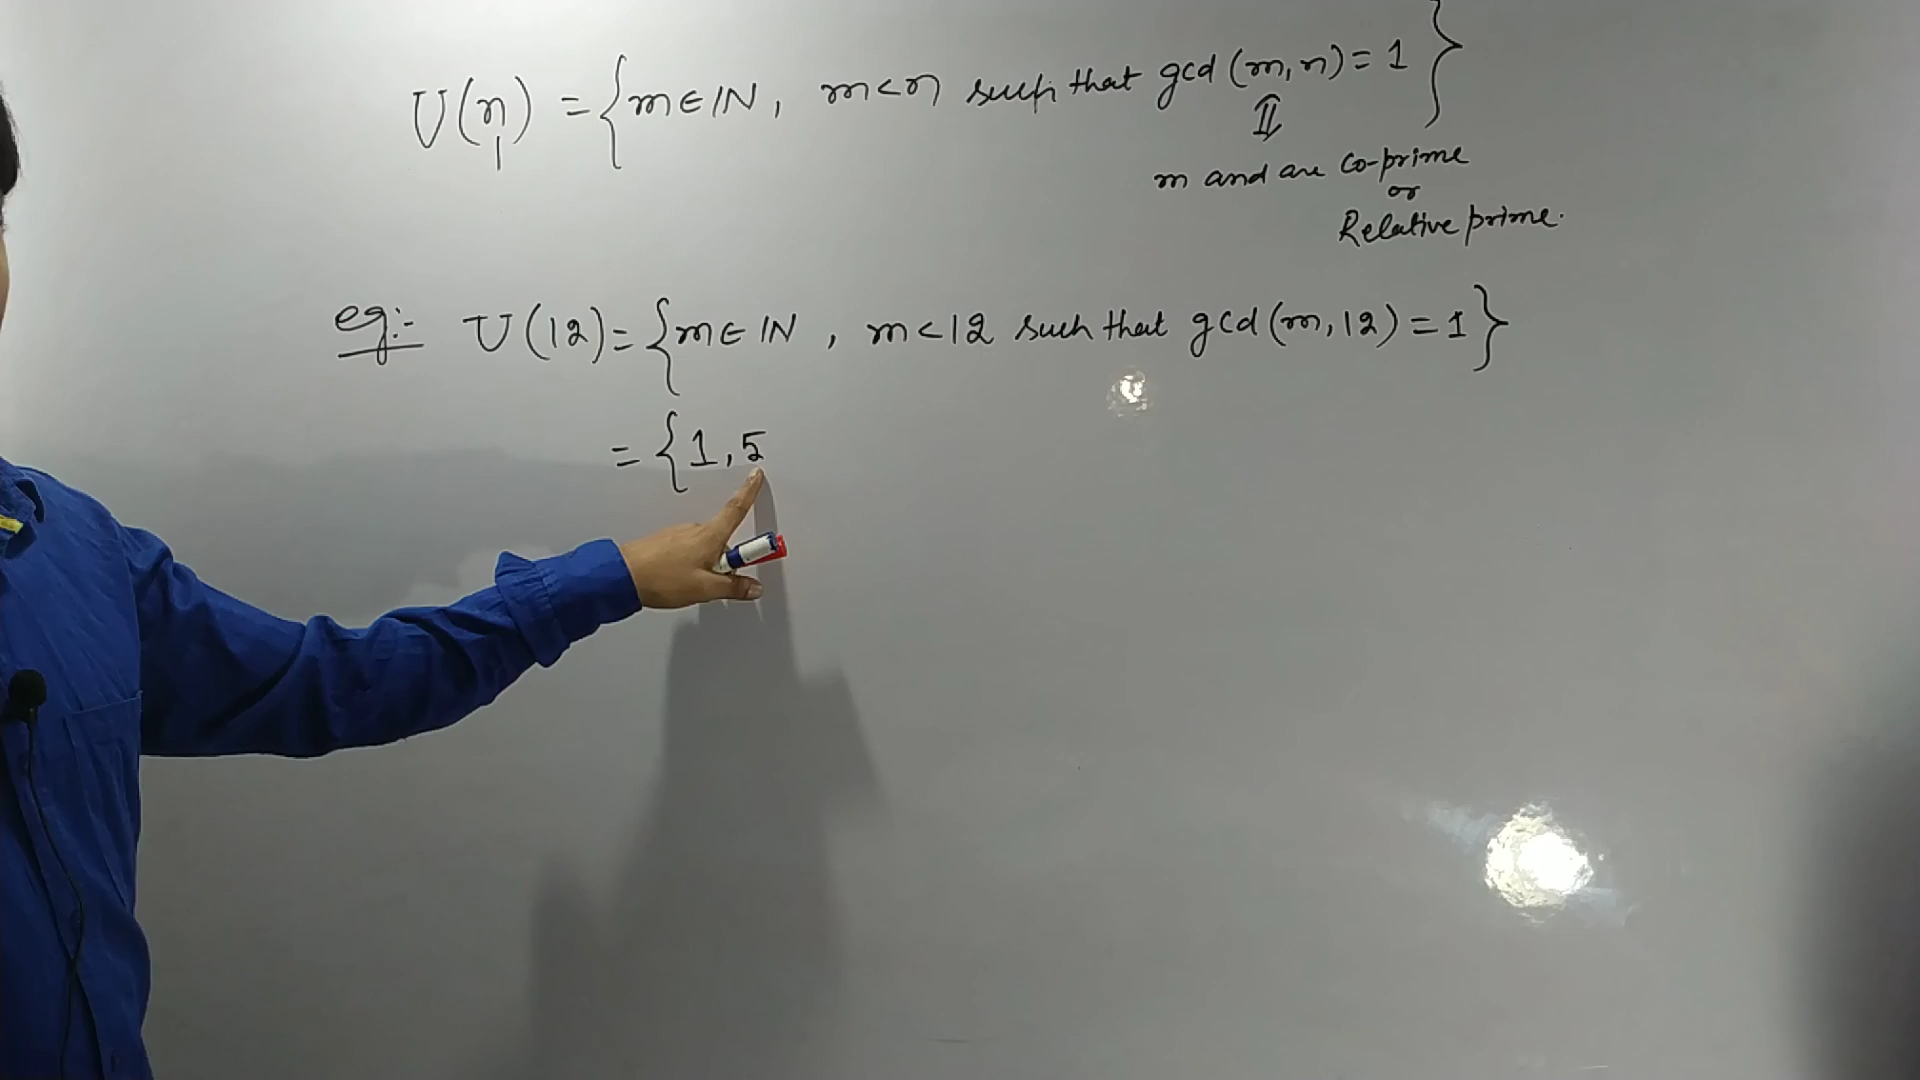 U(n) = {m∈IN, m<n such that gcd(m,n)=1}
m and are co-prime
or
Relative prime.
eg:- U(12)= {m∈IN, m<12 such that gcd(m,12)=1}
= {1,5